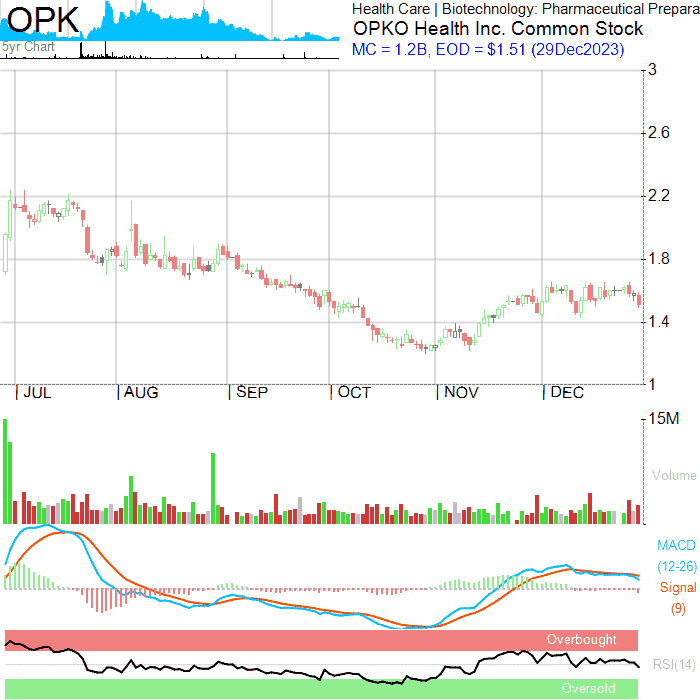 OPK
5yr Chart
Health Care | Biotechnology: Pharmaceutical Prepara
OPKO Health Inc. Common Stock
MC = 1.2B, EOD = $1.51 (29Dec2023)
3
2.6
2.2
1.8
1.4
1
JUL AUG SEP OCT NOV DEC
15M
Volume
MACD
(12-26)
Signal
(9)
Overbought
RSI(14)
Oversold